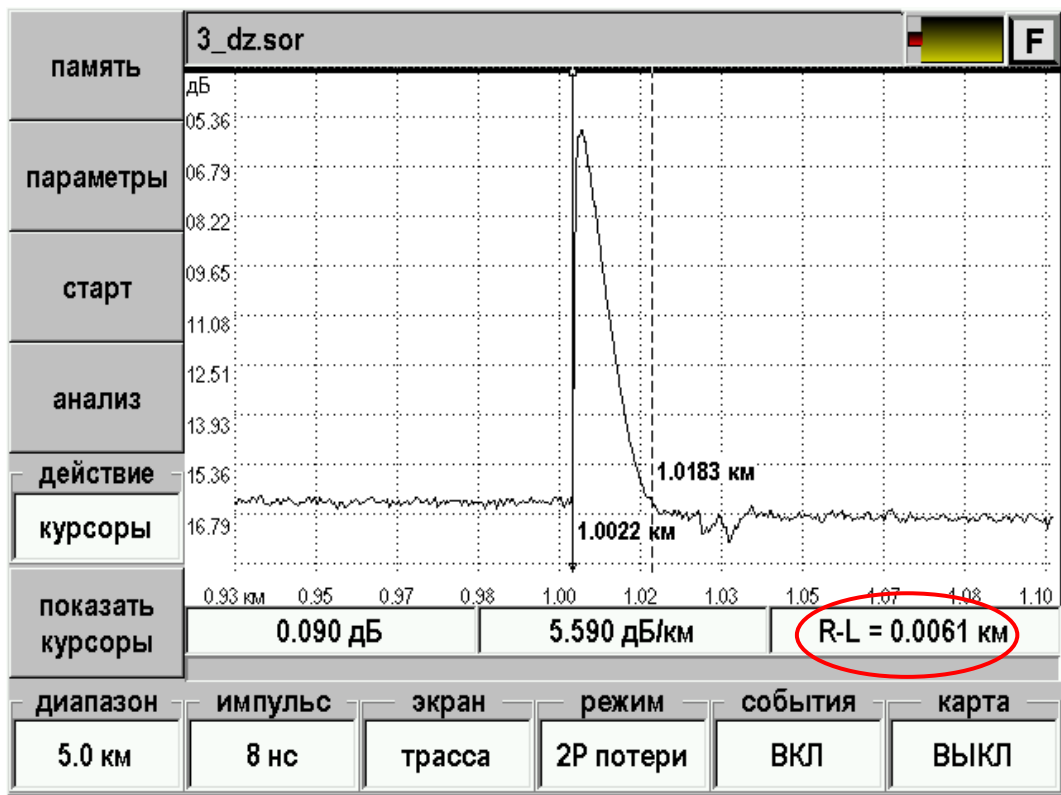 память
3_dz.sor
F
дБ
05.36
параметры
06.79
08.22
старт
09.65
11.08
анализ
12.51
13.93
действие
15.36
1.0183 км
курсоры
16.79
1.0022 км
показать
курсоры
0.93 км 0.95 0.97 0.98 1.00 1.02 1.03 1.05 1.07 1.08 1.10
0.090 дБ 5.590 дБ/км R-L = 0.0061 км
диапазон импульс экран режим события карта
5.0 км 8 нс трасса 2Р потери ВКЛ ВЫКЛ